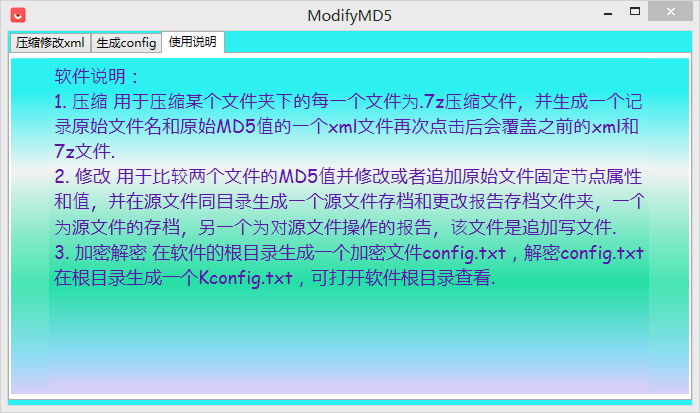 ModifyMD5
压缩修改xml 生成config 使用说明
软件说明：
1. 压缩 用于压缩某个文件夹下的每一个文件为.7z压缩文件，并生成一个记
录原始文件名和原始MD5值的一个xml文件再次点击后会覆盖之前的xml和
7z文件.
2. 修改 用于比较两个文件的MD5值并修改或者追加原始文件固定节点属性
和值，并在源文件同目录生成一个源文件存档和更改报告存档文件夹，一个
为源文件的存档，另一个为对源文件操作的报告，该文件是追加写文件.
3. 加密解密 在软件的根目录生成一个加密文件config.txt，解密config.txt
在根目录生成一个Kconfig.txt，可打开软件根目录查看.